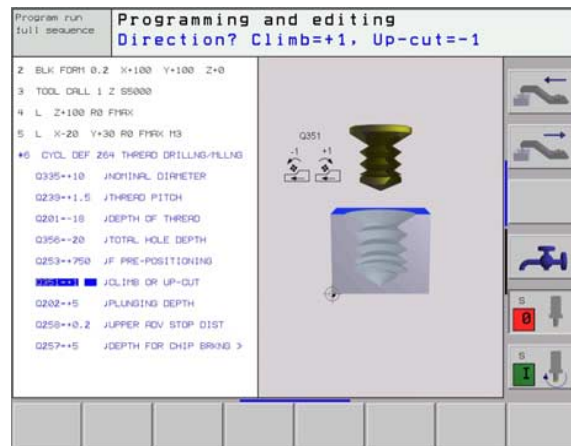 Program run
full sequence
Programming and editing
Direction? Climb=+1, Up-cut=-1
2 BLK FORM 0.2 X+100 Y+100 Z+0
3 TOOL CALL 1 Z S5000
4 L Z+100 R0 FMAX
5 L X-20 Y+30 R0 FMAX M3
*6 CYCL DEF 264 THREAD DRILLNG/MLLNG
Q335=+10 ;NOMINAL DIAMETER
Q239=+1.5 ;THREAD PITCH
Q201=-18 ;DEPTH OF THREAD
Q356=-20 ;TOTAL HOLE DEPTH
Q253=+750 ;F PRE-POSITIONING
Q351=+1 ;CLIMB OR UP-CUT
Q202=+5 ;PLUNGING DEPTH
Q258=+0.2 ;UPPER ADV STOP DIST
Q257=+5 ;DEPTH FOR CHIP BRKNG >
Q351
-1 +1
S
0
S
I